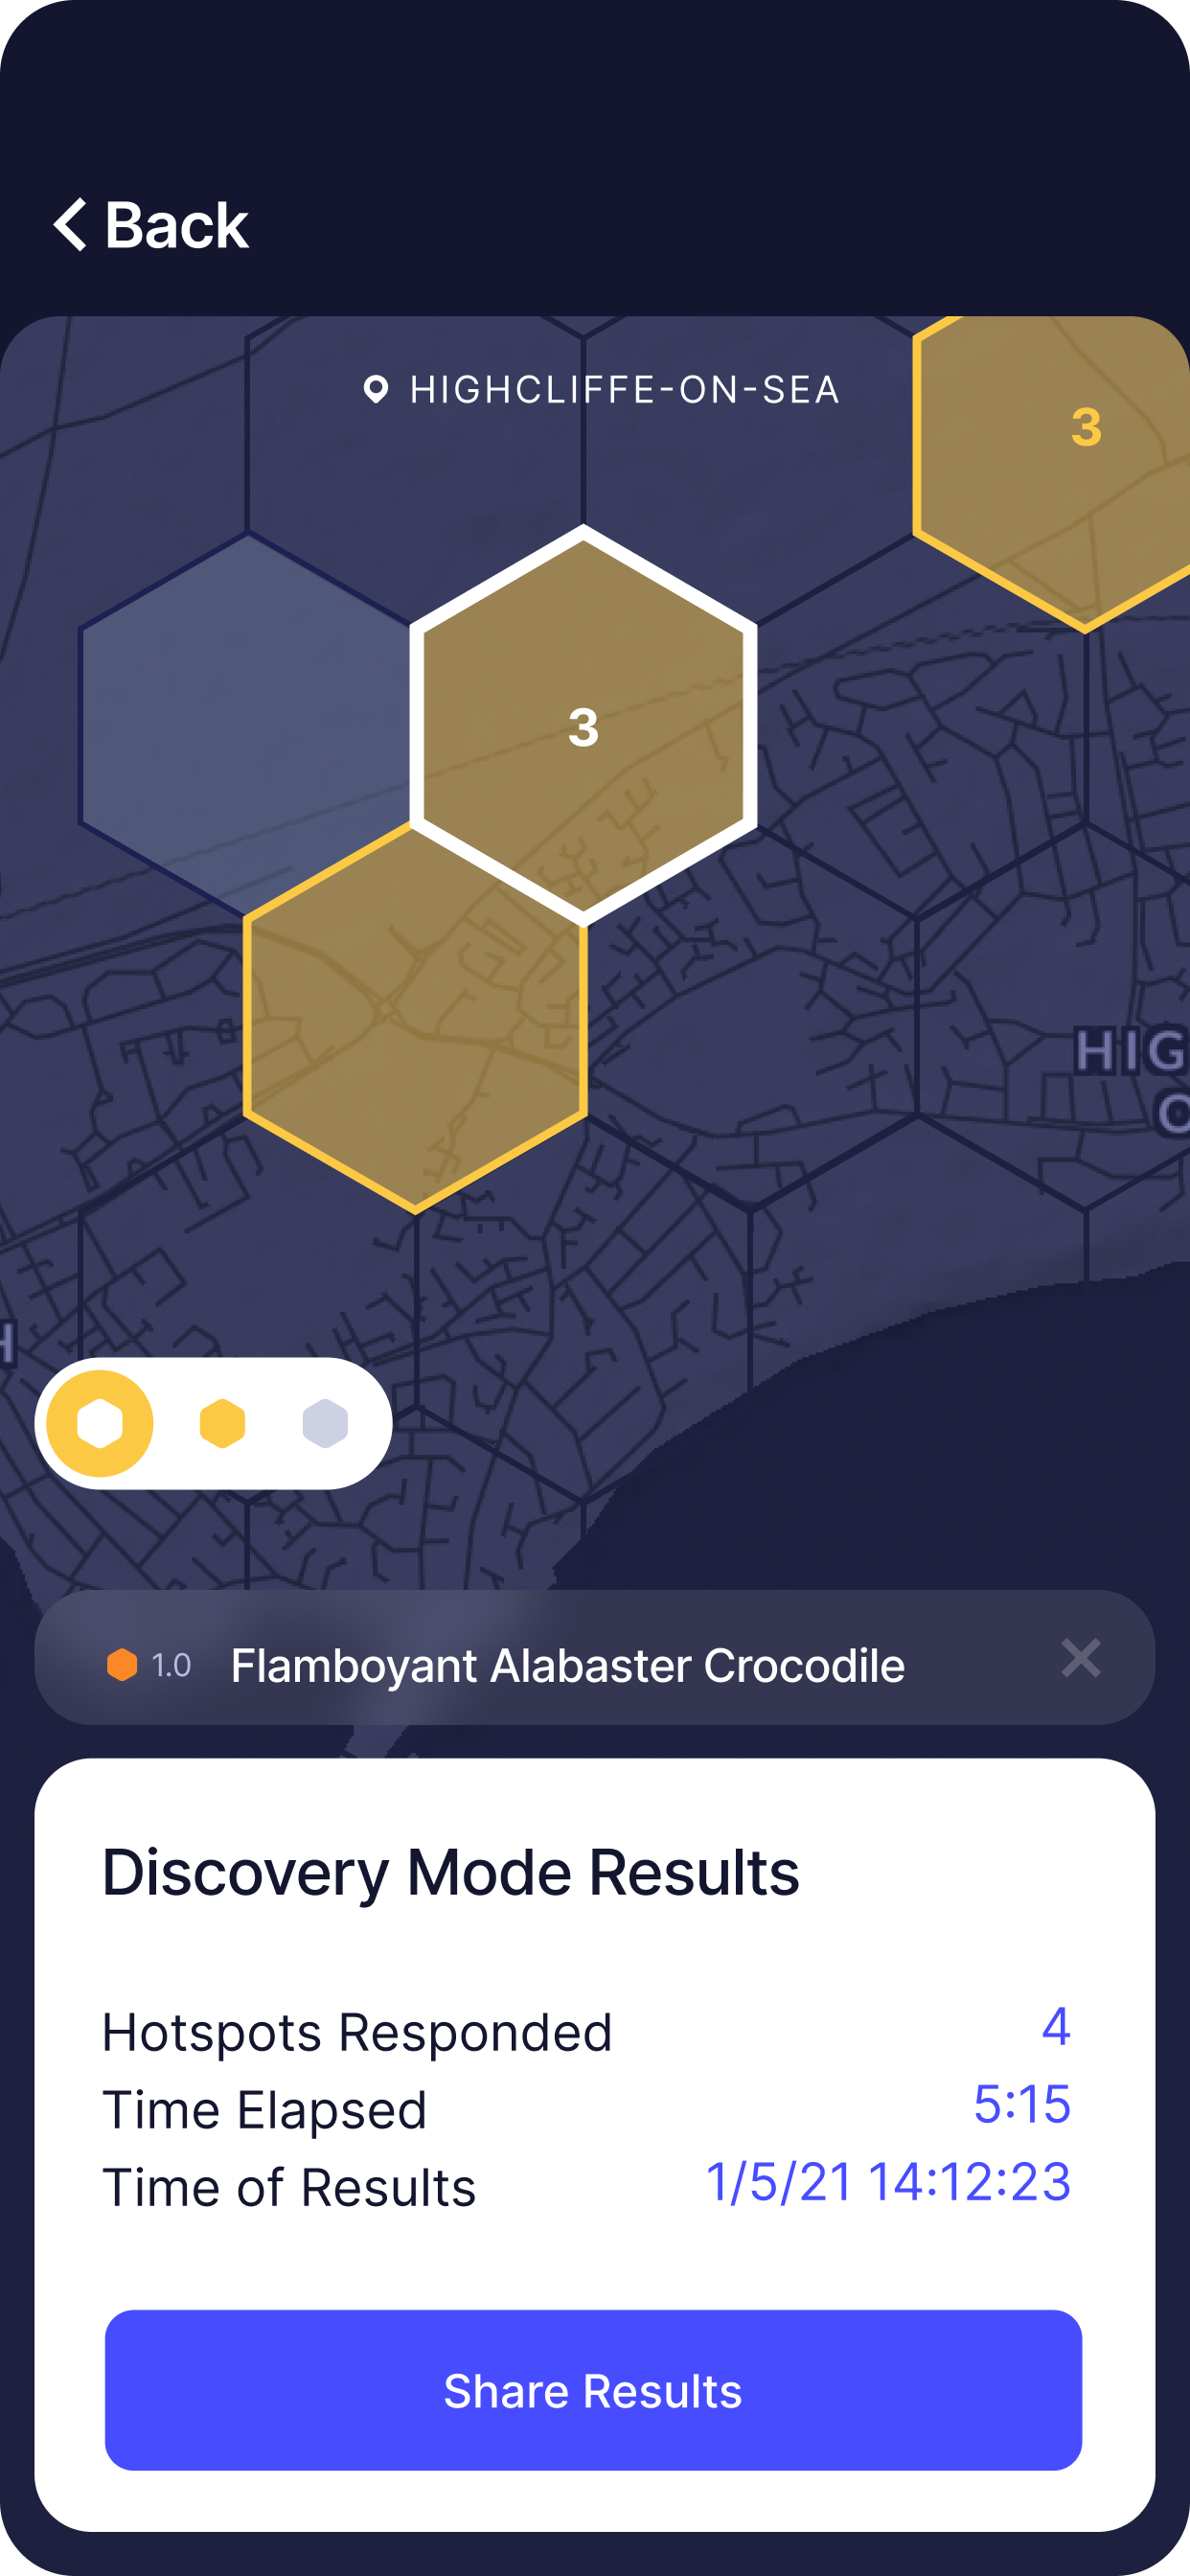 Back
HIGHCLIFFE-ON-SEA
3
3
HIG
O
H
1.0 Flamboyant Alabaster Crocodile
Discovery Mode Results
Hotspots Responded 4
Time Elapsed 5:15
Time of Results 1/5/21 14:12:23
Share Results